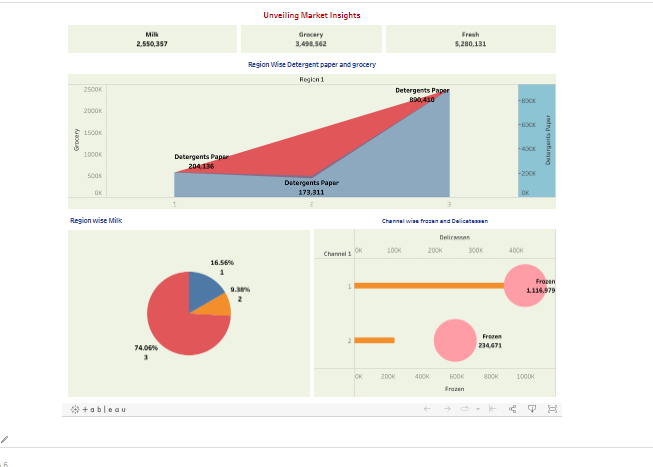 Unveiling Market Insights
Milk
2,550,357
Grocery
3,498,562
Fresh
5,280,131
Region Wise Detergent paper and grocery
Region 1
2500K
2000K
1500K
1000K
500K
0K
Grocery
Detergents Paper
204,136
Detergents Paper
173,311
Detergents Paper
890,410
800K
600K
400K
200K
0K
Detergents Paper
1
2
3
Region wise Milk
16.56%
1
9.38%
2
74.06%
3
Channel wise frozen and Delicatessen
Delicassen
Channel 1
0K 100K 200K 300K 400K
1
Frozen
1,116,979
2
Frozen
234,671
0K 200K 400K 600K 800K 1000K
Frozen
+ableau
6